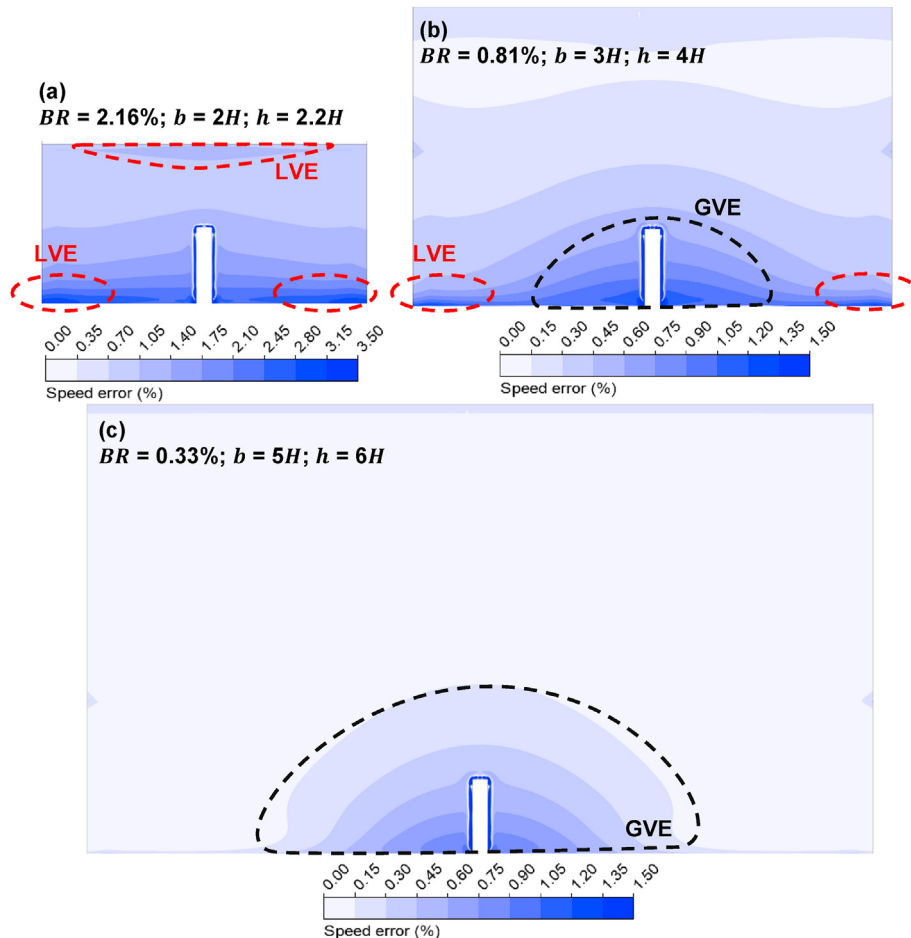 (a)
BR = 2.16%; b = 2H; h = 2.2H
LVE
LVE
0.00 0.35 0.70 1.05 1.40 1.75 2.10 2.45 2.80 3.15 3.50
Speed error (%)
(b)
BR = 0.81%; b = 3H; h = 4H
GVE
LVE
0.00 0.15 0.30 0.45 0.60 0.75 0.90 1.05 1.20 1.35 1.50
Speed error (%)
(c)
BR = 0.33%; b = 5H; h = 6H
GVE
0.00 0.15 0.30 0.45 0.60 0.75 0.90 1.05 1.20 1.35 1.50
Speed error (%)